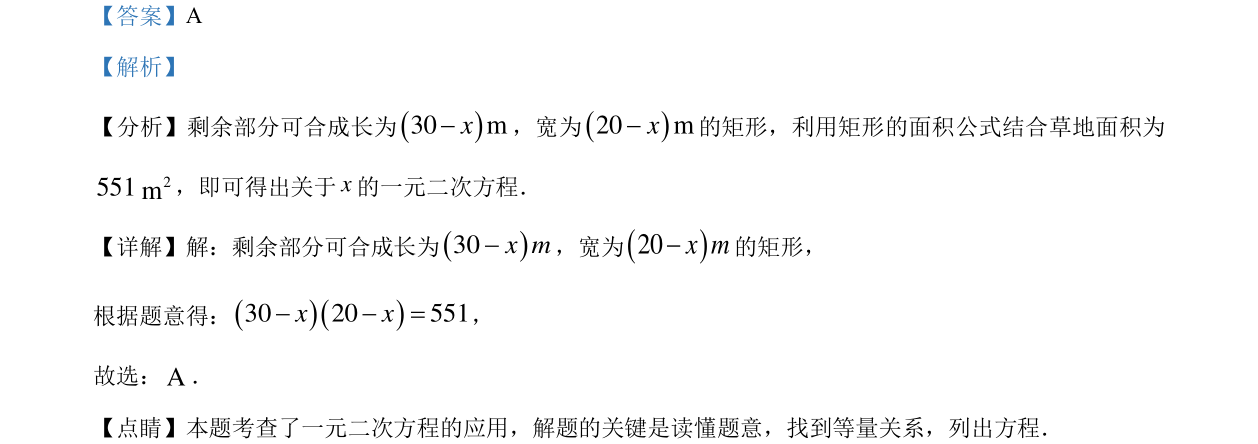 【答案】A
【解析】
【分析】剩余部分可合成长为(30－x)m，宽为(20－x)m的矩形，利用矩形的面积公式结合草地面积为
551 m²，即可得出关于x的一元二次方程．
【详解】解：剩余部分可合成长为(30－x)m，宽为(20－x)m的矩形，
根据题意得：(30－x)(20－x)=551，
故选：A．
【点睛】本题考查了一元二次方程的应用，解题的关键是读懂题意，找到等量关系，列出方程．